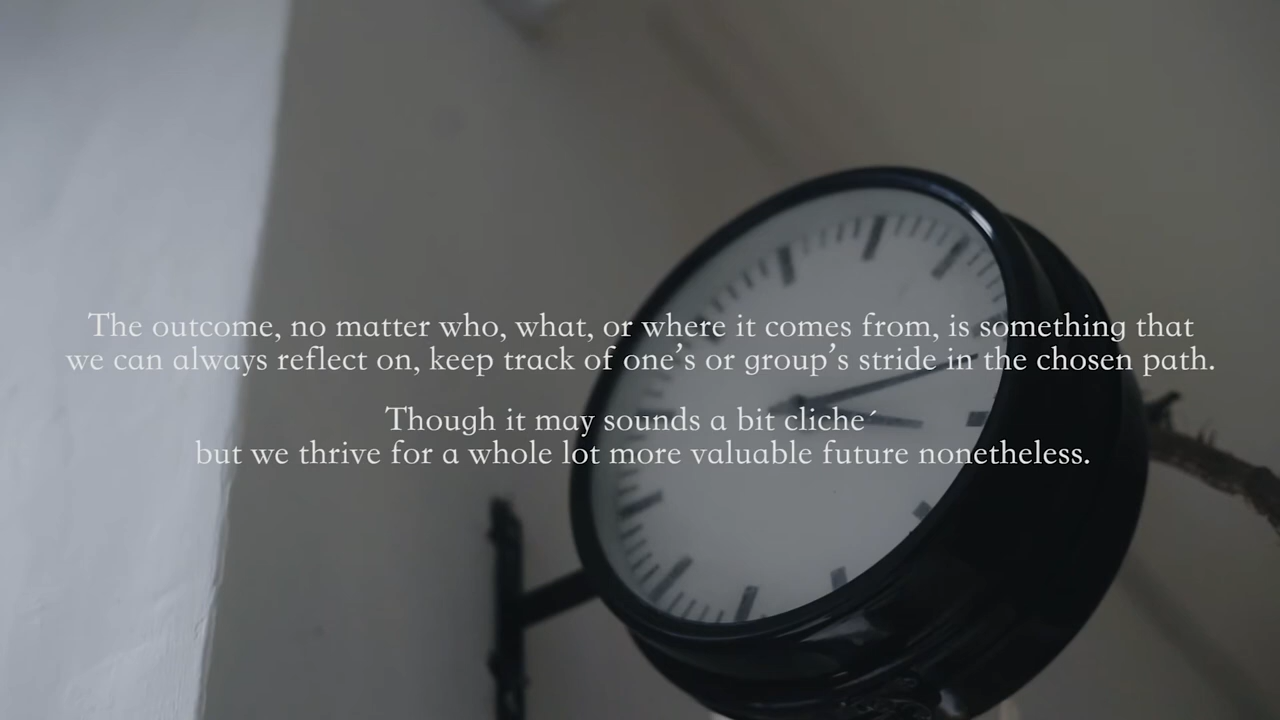 The outcome, no matter who, what, or where it comes from, is something that
we can always reflect on, keep track of one’s or group’s stride in the chosen path.
Though it may sounds a bit cliche´
but we thrive for a whole lot more valuable future nonetheless.